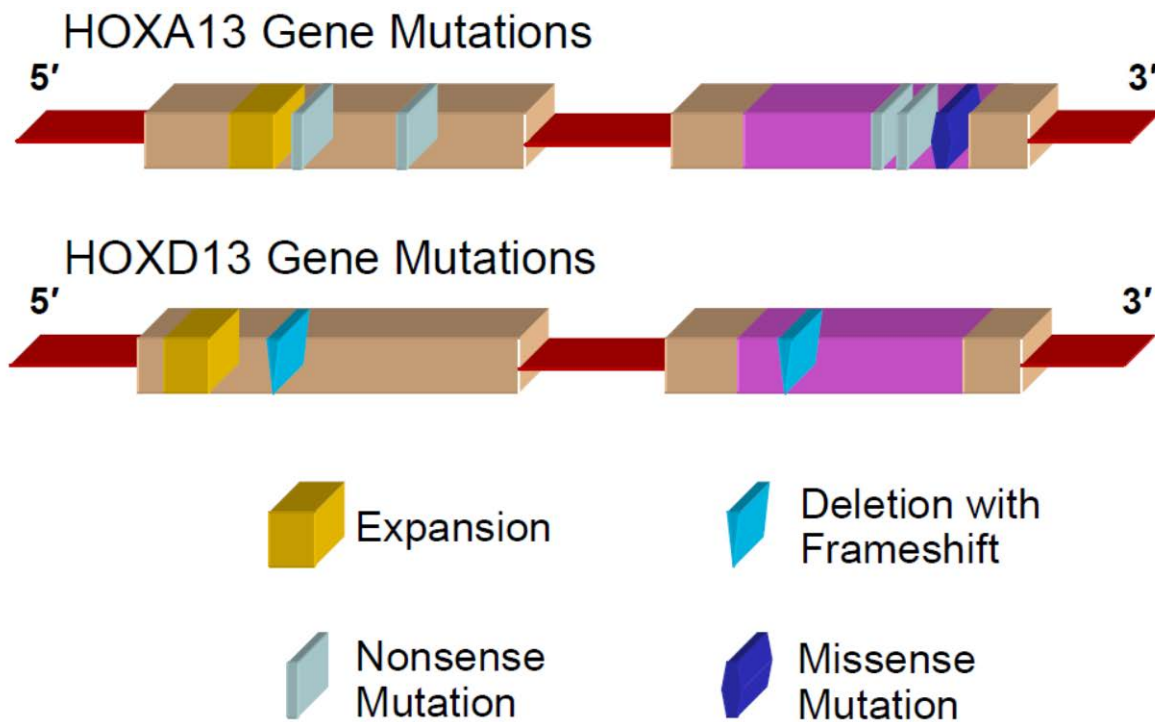 HOXA13 Gene Mutations
5′
3′
HOXD13 Gene Mutations
5′
3′
Expansion
Deletion with
Frameshift
Nonsense
Mutation
Missense
Mutation